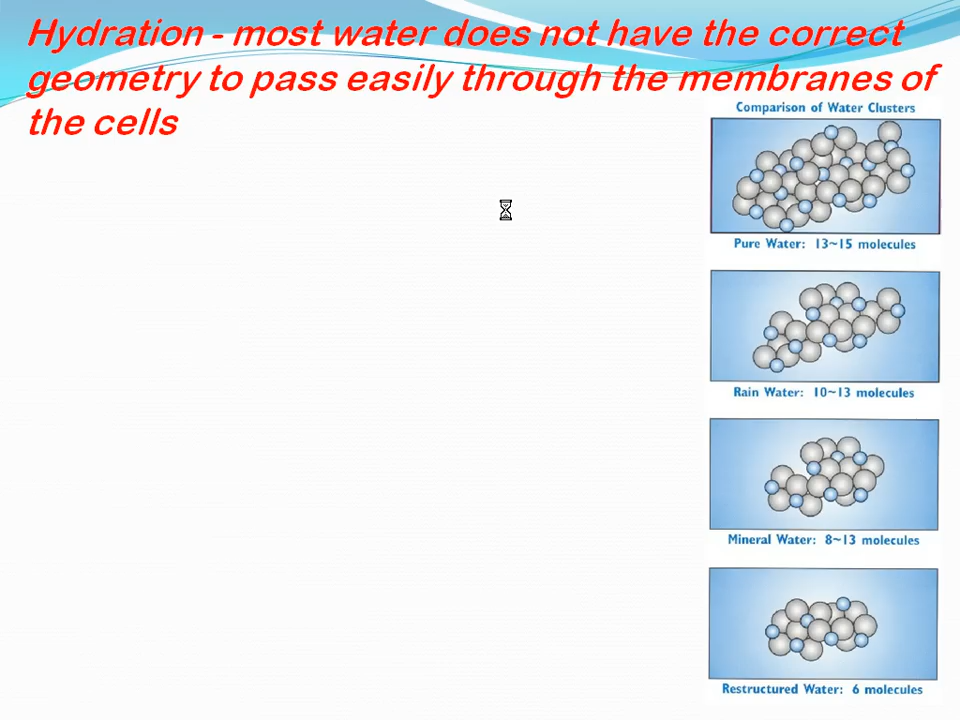 Hydration - most water does not have the correct
geometry to pass easily through the membranes of
the cells
Comparison of Water Clusters
Pure Water: 13~15 molecules
Rain Water: 10~13 molecules
Mineral Water: 8~13 molecules
Restructured Water: 6 molecules